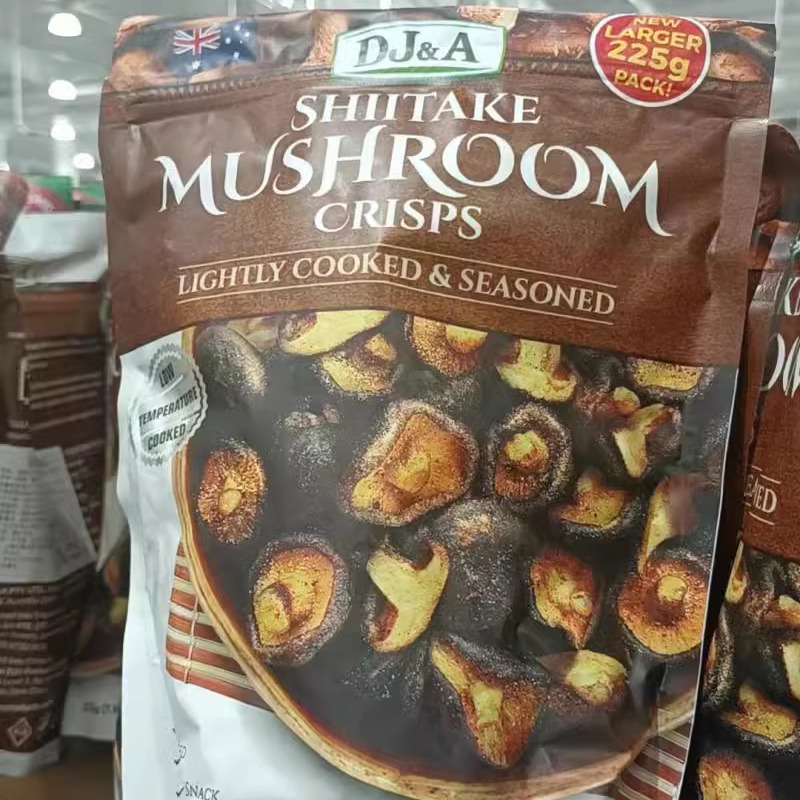 DJ&A
NEW
LARGER
225g
PACK!
SHIITAKE
MUSHROOM
CRISPS
LIGHTLY COOKED & SEASONED
LOW
TEMPERATURE
COOKED
✓SNACK